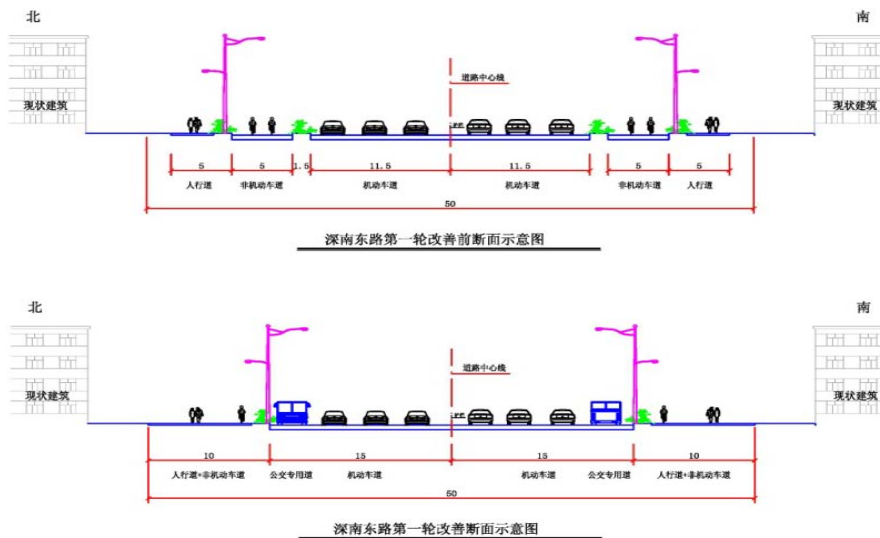 北 南
道路中心线
现状建筑 现状建筑
5 5 1.5 11.5 11.5 5 5
人行道 非机动车道 机动车道 机动车道 非机动车道 人行道
50
深南东路第一轮改善前断面示意图
北 南
道路中心线
现状建筑 现状建筑
10 15 15 10
人行道+非机动车道 公交专用道 机动车道 机动车道 公交专用道 人行道+非机动车道
50
深南东路第一轮改善断面示意图